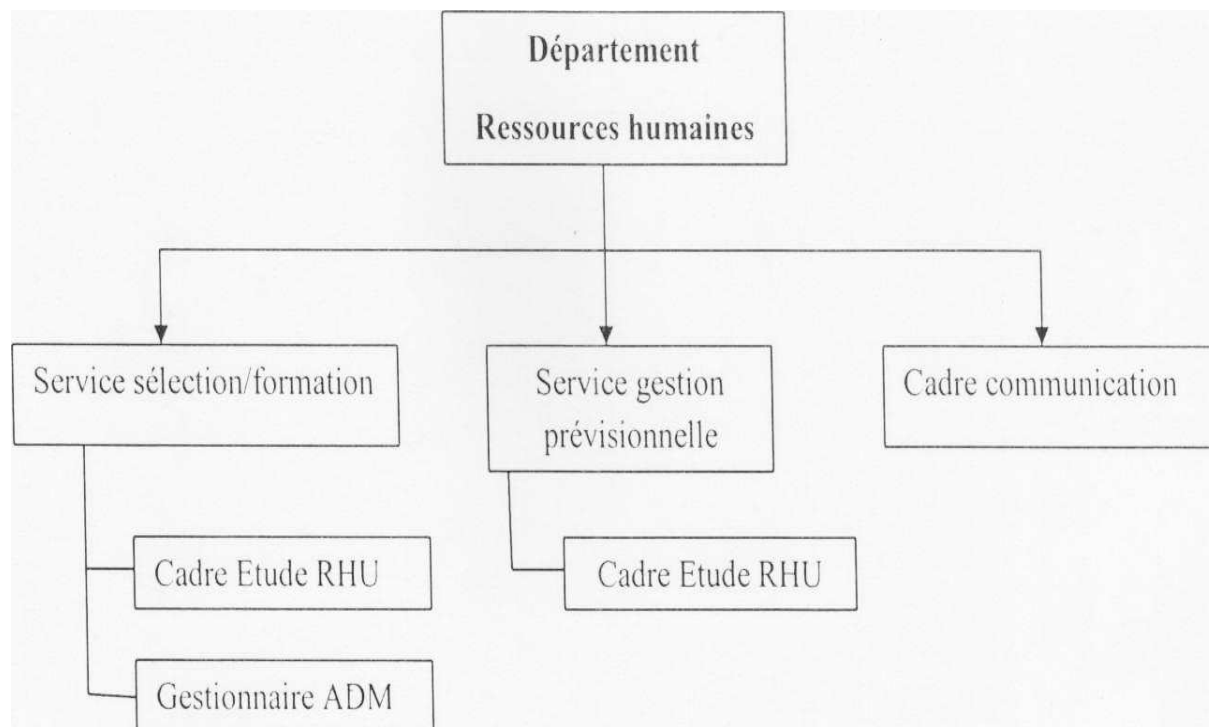 Département
Ressources humaines
Service sélection/formation
Service gestion
prévisionnelle
Cadre communication
Cadre Etude RHU
Cadre Etude RHU
Gestionnaire ADM